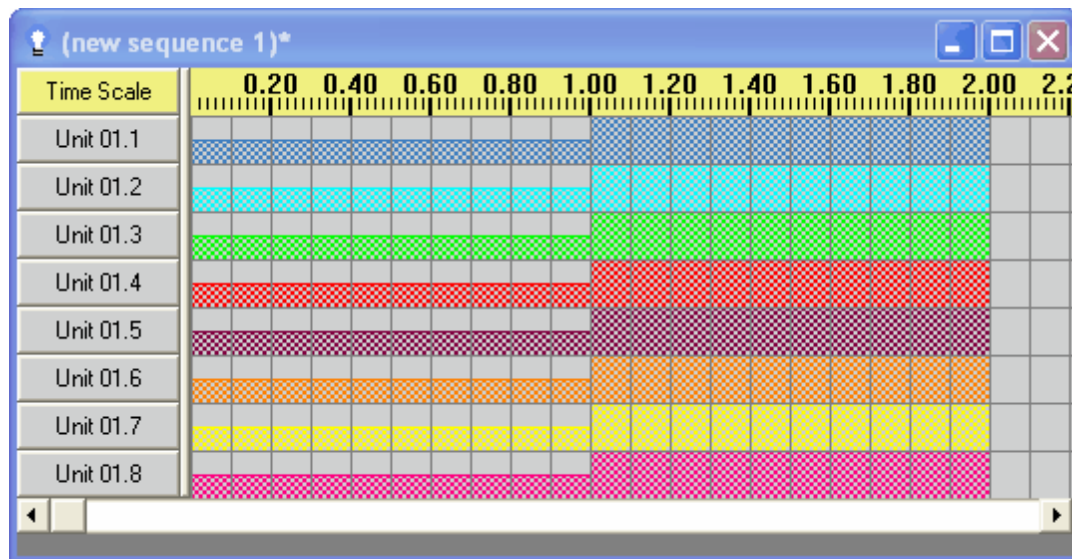 (new sequence 1)*
Time Scale 0.20 0.40 0.60 0.80 1.00 1.20 1.40 1.60 1.80 2.00 2.2
Unit 01.1
Unit 01.2
Unit 01.3
Unit 01.4
Unit 01.5
Unit 01.6
Unit 01.7
Unit 01.8